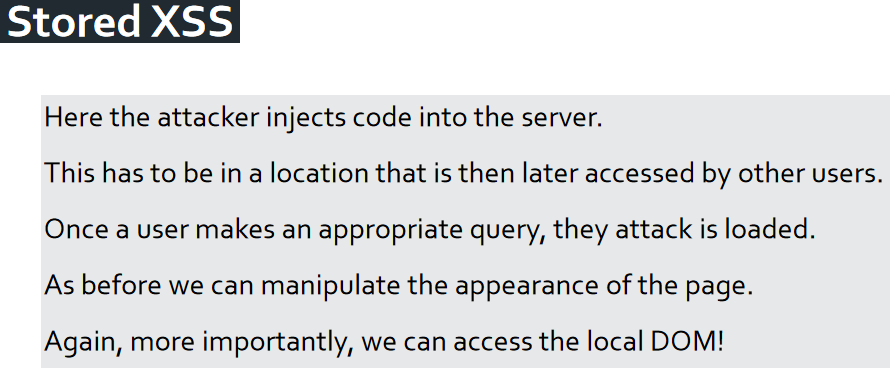 Stored XSS
Here the attacker injects code into the server.
This has to be in a location that is then later accessed by other users.
Once a user makes an appropriate query, they attack is loaded.
As before we can manipulate the appearance of the page.
Again, more importantly, we can access the local DOM!